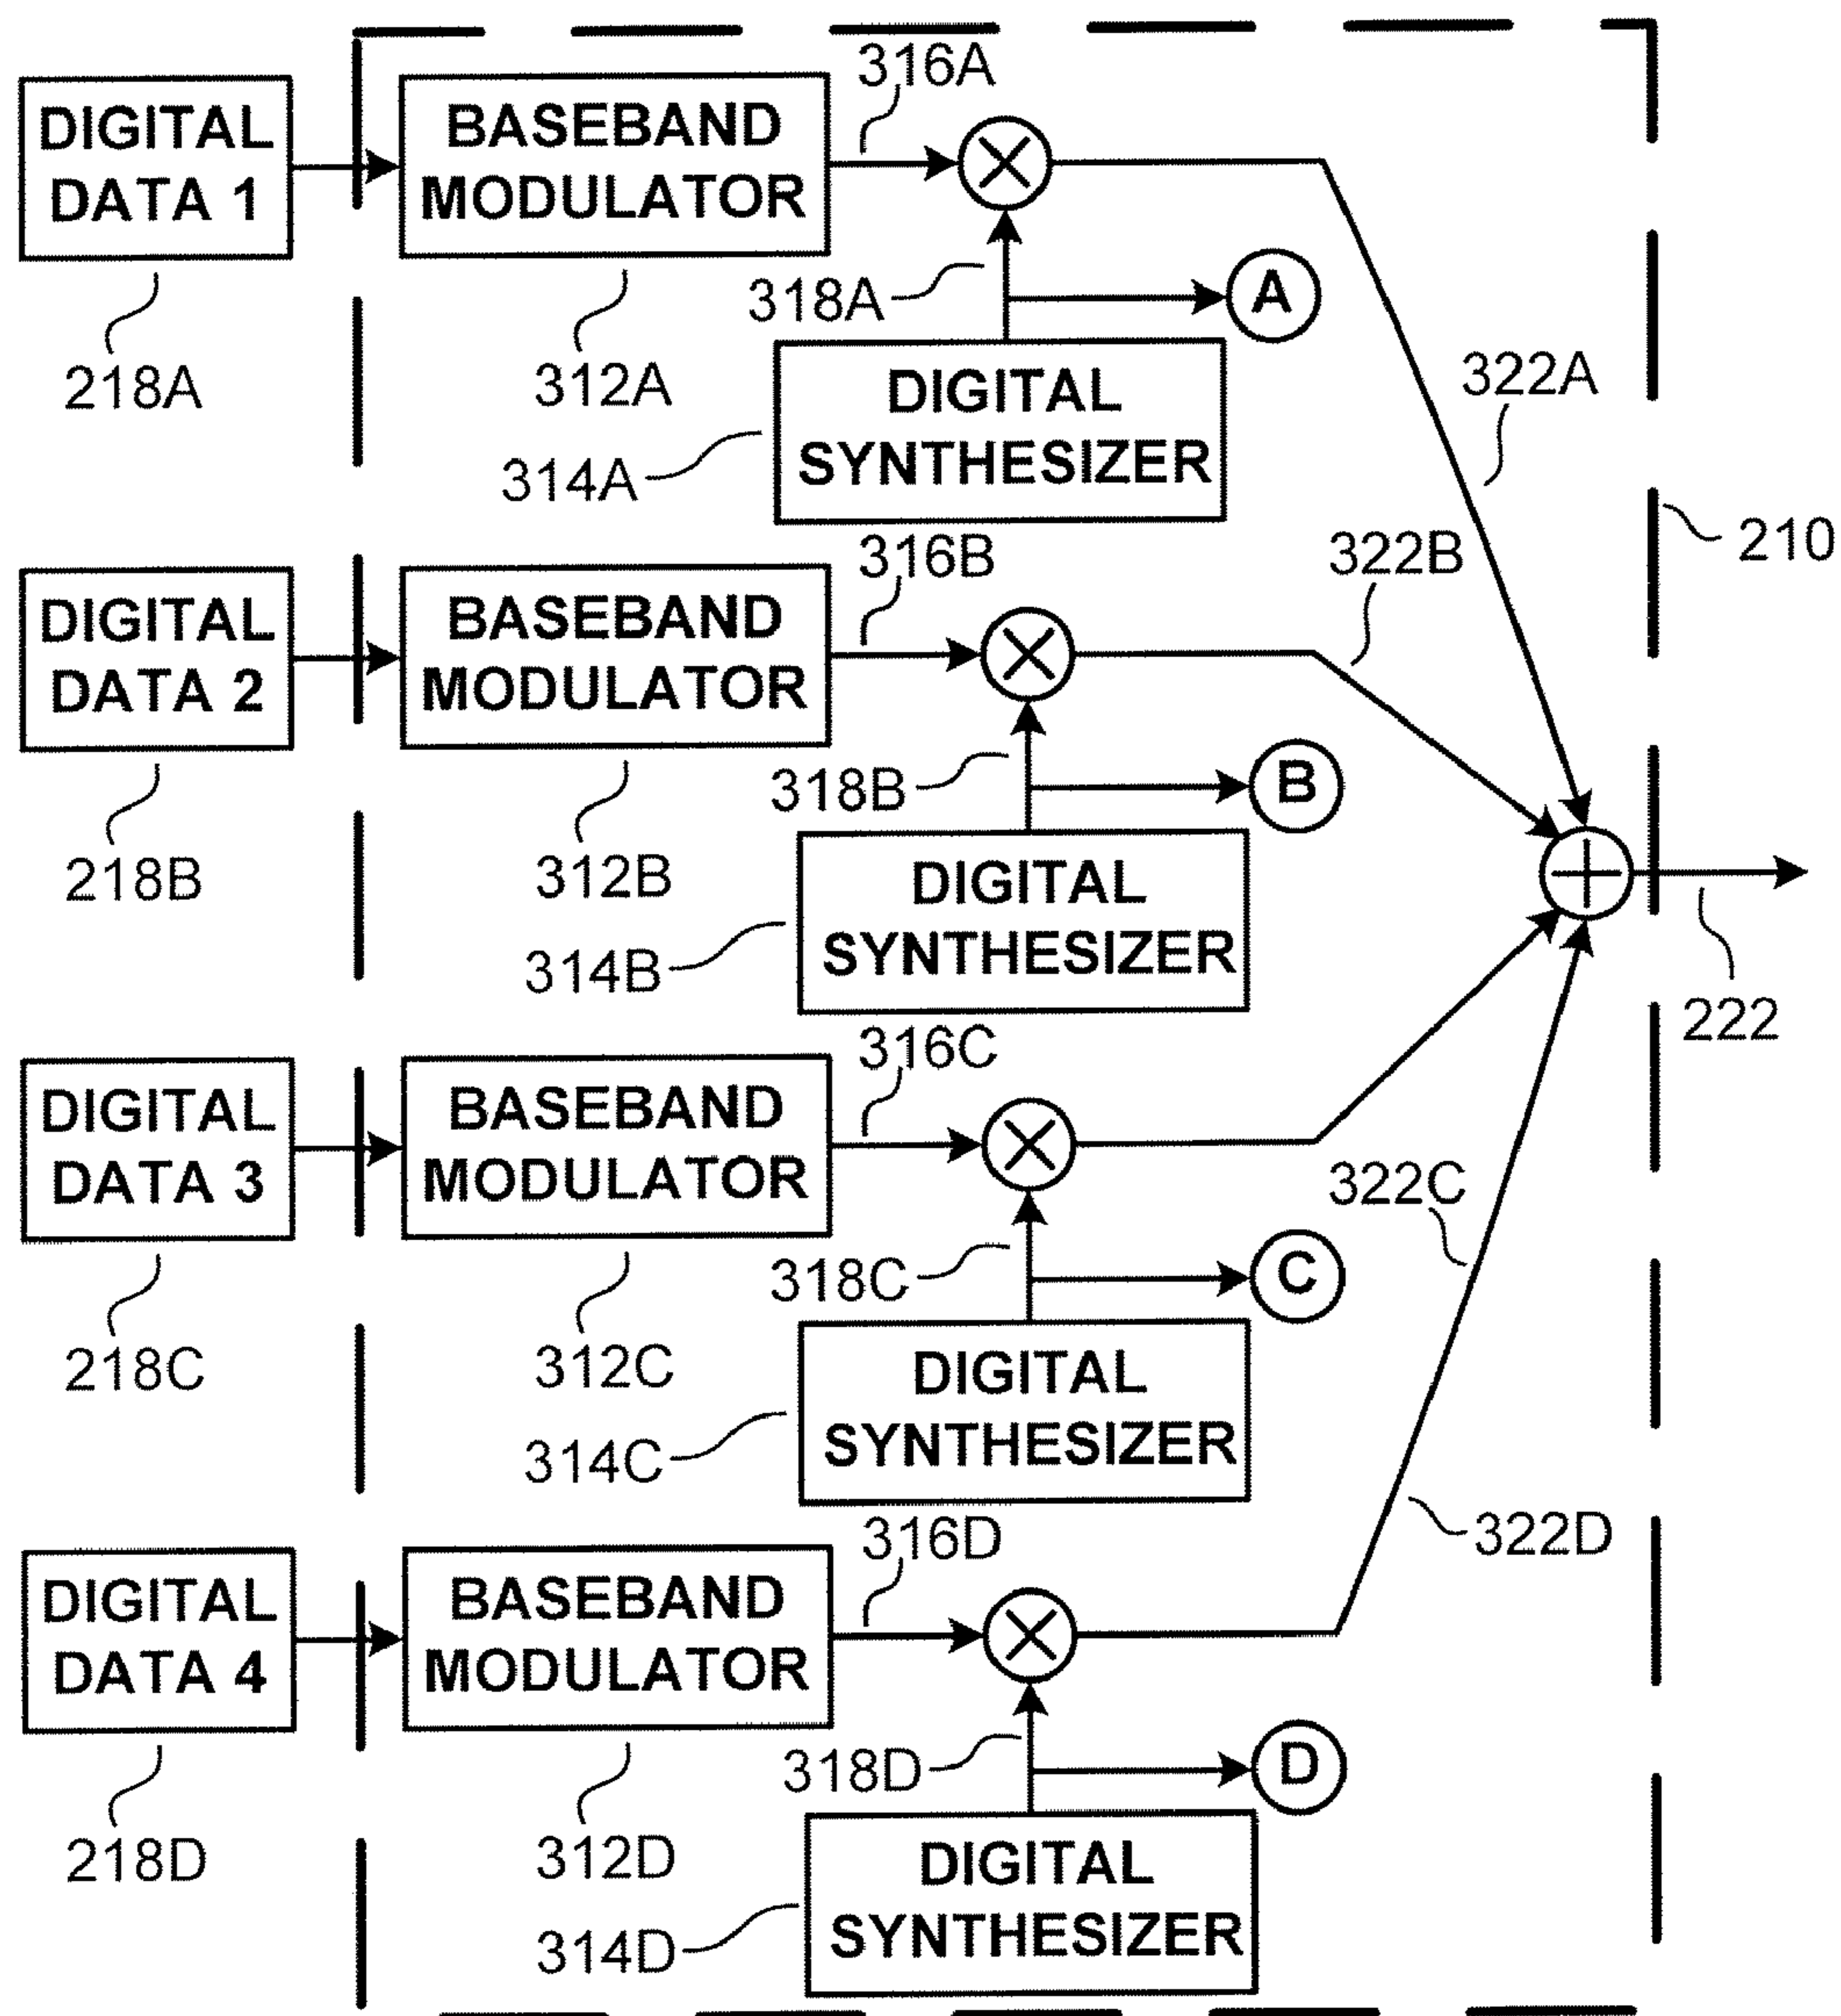 316A
DIGITAL
DATA 1
BASEBAND
MODULATOR
318A
A
218A
312A
322A
DIGITAL
SYNTHESIZER
314A
210
316B
322B
DIGITAL
DATA 2
BASEBAND
MODULATOR
318B
B
218B
312B
DIGITAL
SYNTHESIZER
314B
222
316C
DIGITAL
DATA 3
BASEBAND
MODULATOR
322C
318C
C
218C
312C
DIGITAL
SYNTHESIZER
314C
316D
322D
DIGITAL
DATA 4
BASEBAND
MODULATOR
318D
D
218D
312D
DIGITAL
SYNTHESIZER
314D